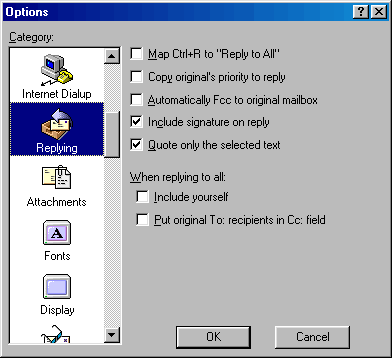 Options
Category:
Internet Dialup
Replying
Attachments
Fonts
A
Display
Map Ctrl+R to "Reply to All"
Copy original's priority to reply
Automatically Fcc to original mailbox
Include signature on reply
Quote only the selected text
When replying to all:
Include yourself
Put original To: recipients in Cc: field
OK
Cancel